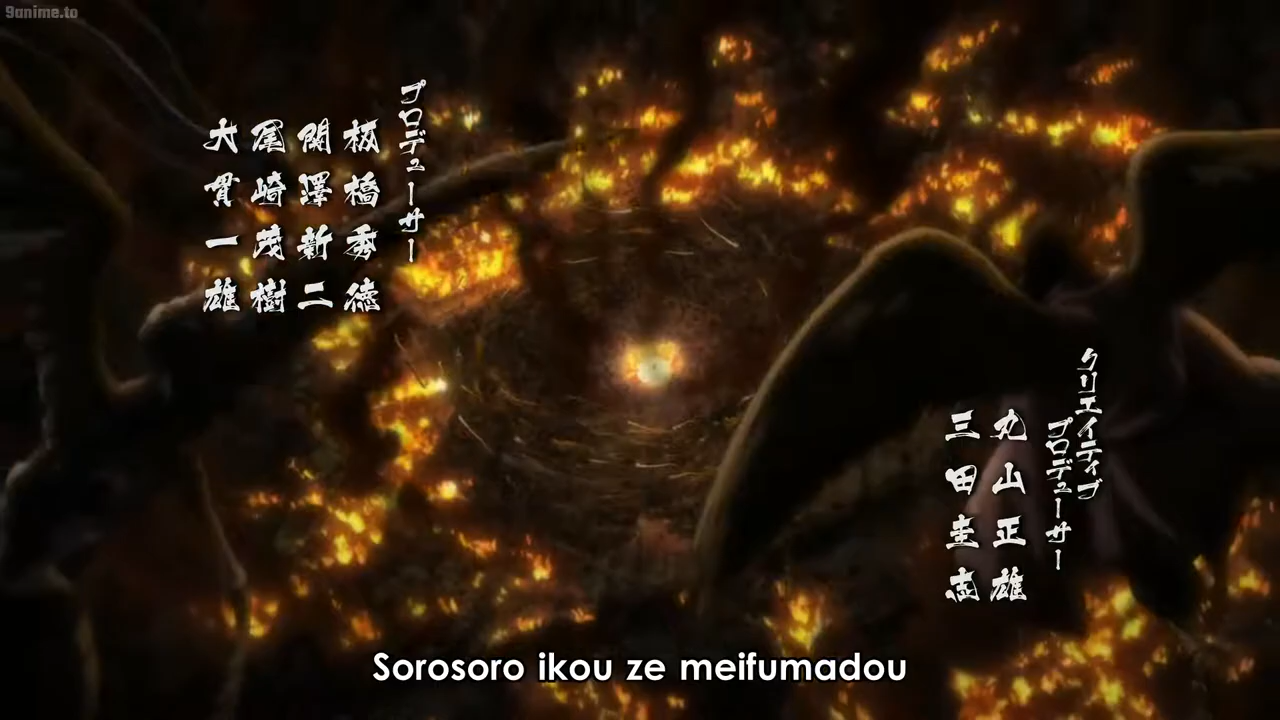 9anime.to
プロデューサー
板橋秀徳
関澤新二
尾崎茂樹
大貫一雄
クリエイティブ
プロデューサー
丸山正雄
三田圭志
Sorosoro ikou ze meifumadou